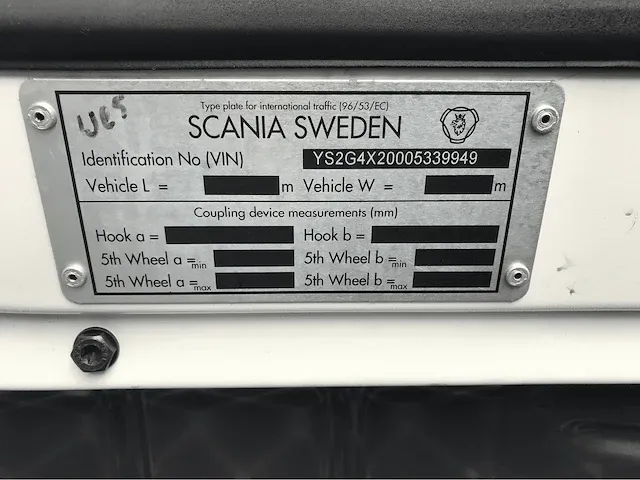 Type plate for international traffic (96/53/EC)
SCANIA SWEDEN
Identification No (VIN) YS2G4X20005339949
Vehicle L = m Vehicle W = m
Coupling device measurements (mm)
Hook a = Hook b =
5th Wheel a =min 5th Wheel b =min
5th Wheel a =max 5th Wheel b =max